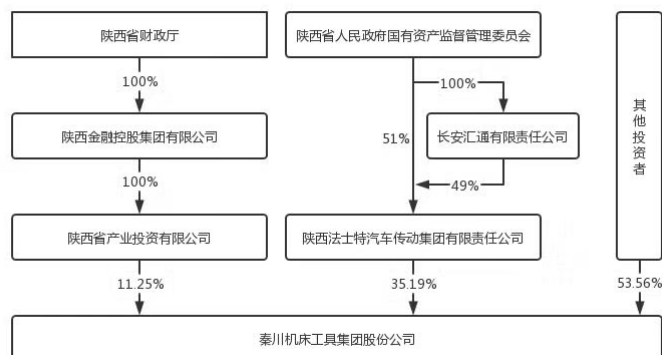 陕西省财政厅
陕西省人民政府国有资产监督管理委员会
其他投资者
100%
100%
陕西金融控股集团有限公司
51%
长安汇通有限责任公司
100%
49%
陕西省产业投资有限公司
陕西法士特汽车传动集团有限责任公司
11.25%
35.19%
53.56%
秦川机床工具集团股份公司